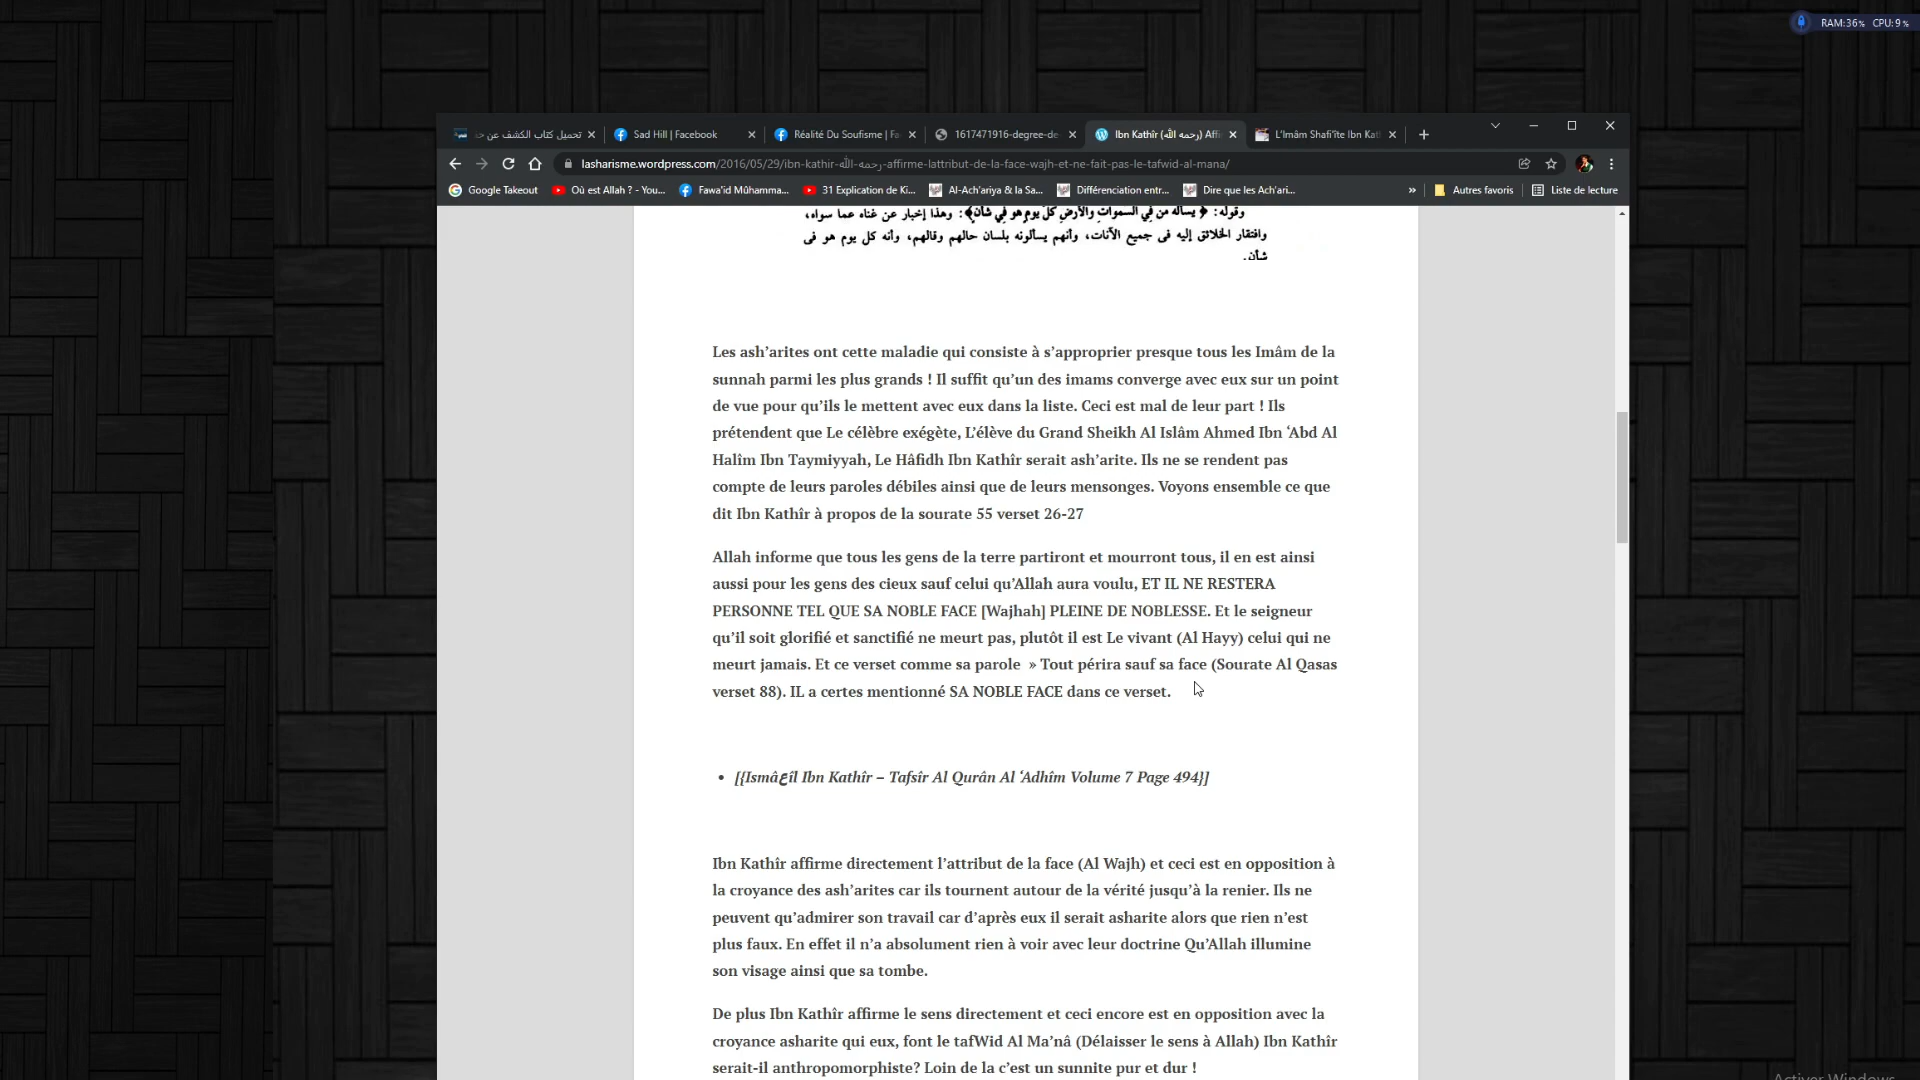 RAM:36% CPU:9%
تحميل كتاب الكشف عن
Sad Hill | Facebook
Réalité Du Soufisme | Fa
1617471916-degree-de-
Ibn Kathîr (رحمه الله) Affi
L'Imâm Shafi'îte Ibn Kat
lasharisme.wordpress.com/2016/05/29/ibn-kathir-رحمه-الله-affirme-lattribut-de-la-face-wajh-et-ne-fait-pas-le-tafwid-al-mana/
Google Takeout
Où est Allah ? - You...
Fawa'id Mûhamma...
31 Explication de Ki...
Al-Ach'ariya & la Sa...
Différenciation entr...
Dire que les Ach'ari...
»
Autres favoris
Liste de lecture
وقوله: ﴿ يسأله من في السموات والأرض كل يوم هو في شأن﴾: وهذا إخبار عن غناه عما سواه،
وافتقار الخلائق إليه فى جميع الآنات، وأنهم يسألونه بلسان حالهم وقالهم، وأنه كل يوم هو فى
شأن.
Les ash'arites ont cette maladie qui consiste à s'approprier presque tous les Imâm de la
sunnah parmi les plus grands ! Il suffit qu'un des imams converge avec eux sur un point
de vue pour qu'ils le mettent avec eux dans la liste. Ceci est mal de leur part ! Ils
prétendent que Le célèbre exégète, L'élève du Grand Sheikh Al Islâm Ahmed Ibn 'Abd Al
Halîm Ibn Taymiyyah, Le Hâfidh Ibn Kathîr serait ash'arite. Ils ne se rendent pas
compte de leurs paroles débiles ainsi que de leurs mensonges. Voyons ensemble ce que
dit Ibn Kathîr à propos de la sourate 55 verset 26-27
Allah informe que tous les gens de la terre partiront et mourront tous, il en est ainsi
aussi pour les gens des cieux sauf celui qu'Allah aura voulu, ET IL NE RESTERA
PERSONNE TEL QUE SA NOBLE FACE [Wajhah] PLEINE DE NOBLESSE. Et le seigneur
qu'il soit glorifié et sanctifié ne meurt pas, plutôt il est Le vivant (Al Hayy) celui qui ne
meurt jamais. Et ce verset comme sa parole » Tout périra sauf sa face (Sourate Al Qasas
verset 88). IL a certes mentionné SA NOBLE FACE dans ce verset.
• [{Ismâعîl Ibn Kathîr – Tafsîr Al Qurân Al 'Adhîm Volume 7 Page 494}]
Ibn Kathîr affirme directement l'attribut de la face (Al Wajh) et ceci est en opposition à
la croyance des ash'arites car ils tournent autour de la vérité jusqu'à la renier. Ils ne
peuvent qu'admirer son travail car d'après eux il serait asharite alors que rien n'est
plus faux. En effet il n'a absolument rien à voir avec leur doctrine Qu'Allah illumine
son visage ainsi que sa tombe.
De plus Ibn Kathîr affirme le sens directement et ceci encore est en opposition avec la
croyance asharite qui eux, font le tafWid Al Ma'nâ (Délaisser le sens à Allah) Ibn Kathîr
serait-il anthropomorphiste? Loin de la c'est un sunnite pur et dur !
Activer Windows